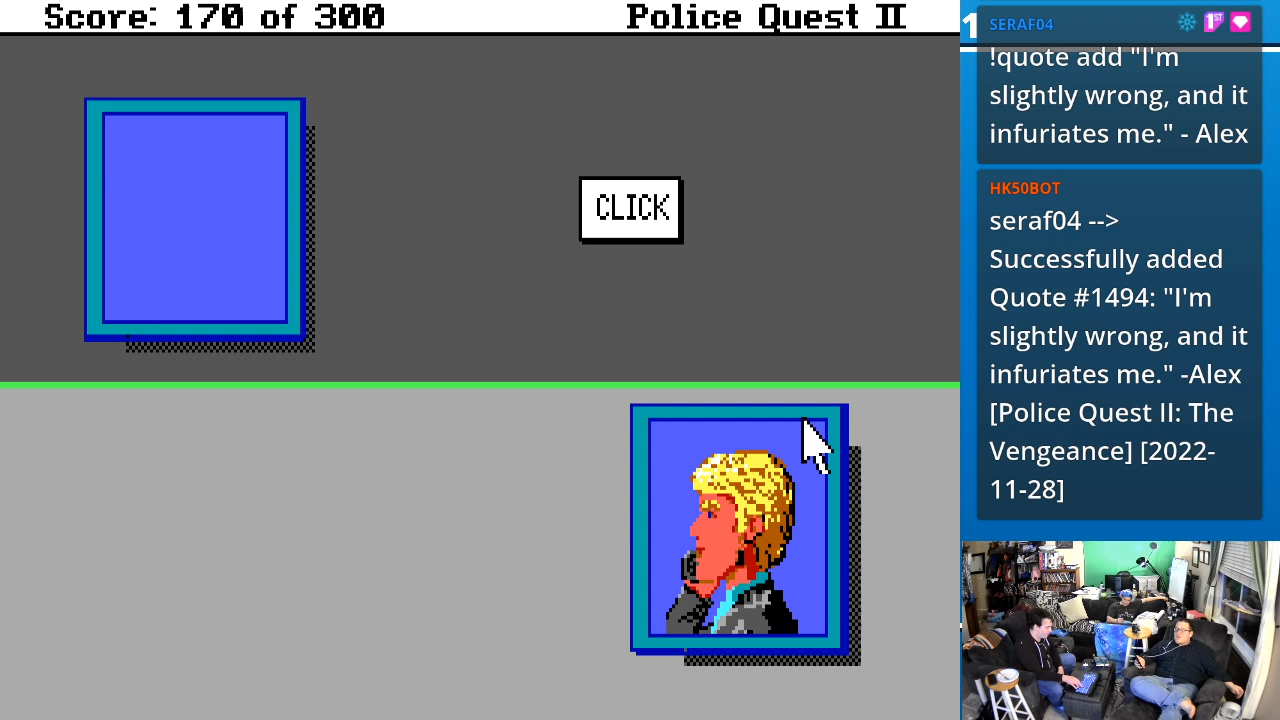 Score: 170 of 300
Police Quest II
CLICK
1
SERAF04
1ST
!quote add "I'm
slightly wrong, and it
infuriates me." - Alex
HK50BOT
seraf04 -->
Successfully added
Quote #1494: "I'm
slightly wrong, and it
infuriates me." -Alex
[Police Quest II: The
Vengeance] [2022-
11-28]